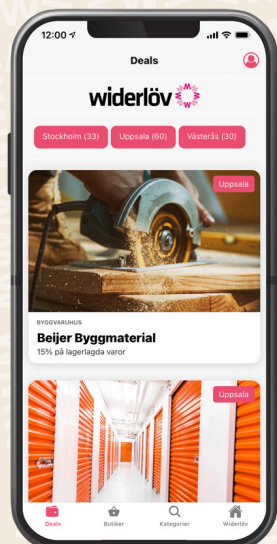 12:00
Deals
widerlöv
Stockholm (33)
Uppsala (60)
Västerås (30)
Uppsala
BYGGVARUHUS
Beijer Byggmaterial
15% på lagerlagda varor
Uppsala
Deals
Butiker
Kategorier
Widerlöv